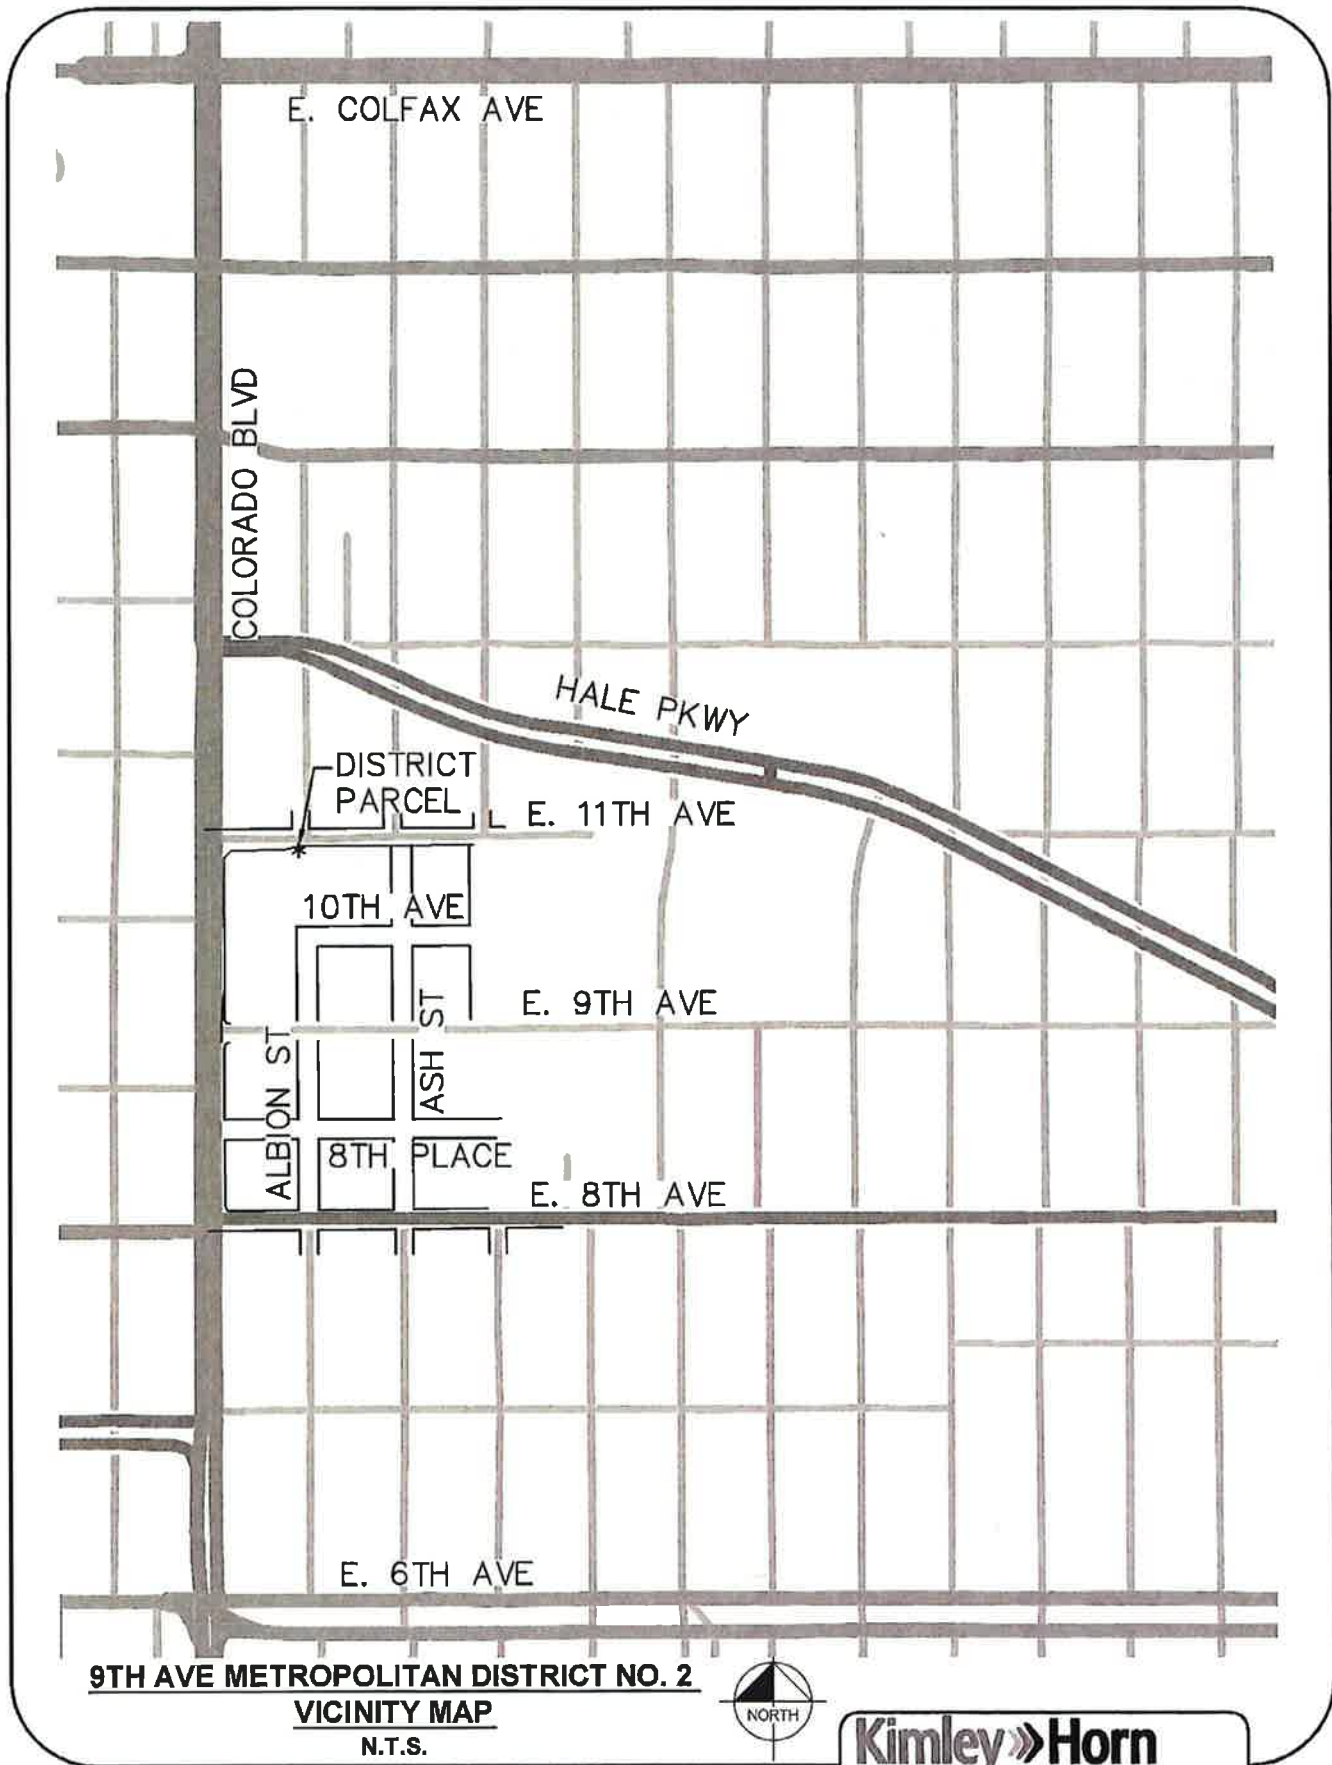 E. COLFAX AVE
COLORADO BLVD
HALE PKWY
DISTRICT
PARCEL
E. 11TH AVE
10TH AVE
E. 9TH AVE
ASH ST
ALBION ST
8TH PLACE
E. 8TH AVE
E. 6TH AVE
9TH AVE METROPOLITAN DISTRICT NO. 2
VICINITY MAP
N.T.S.
NORTH
Kimley»Horn